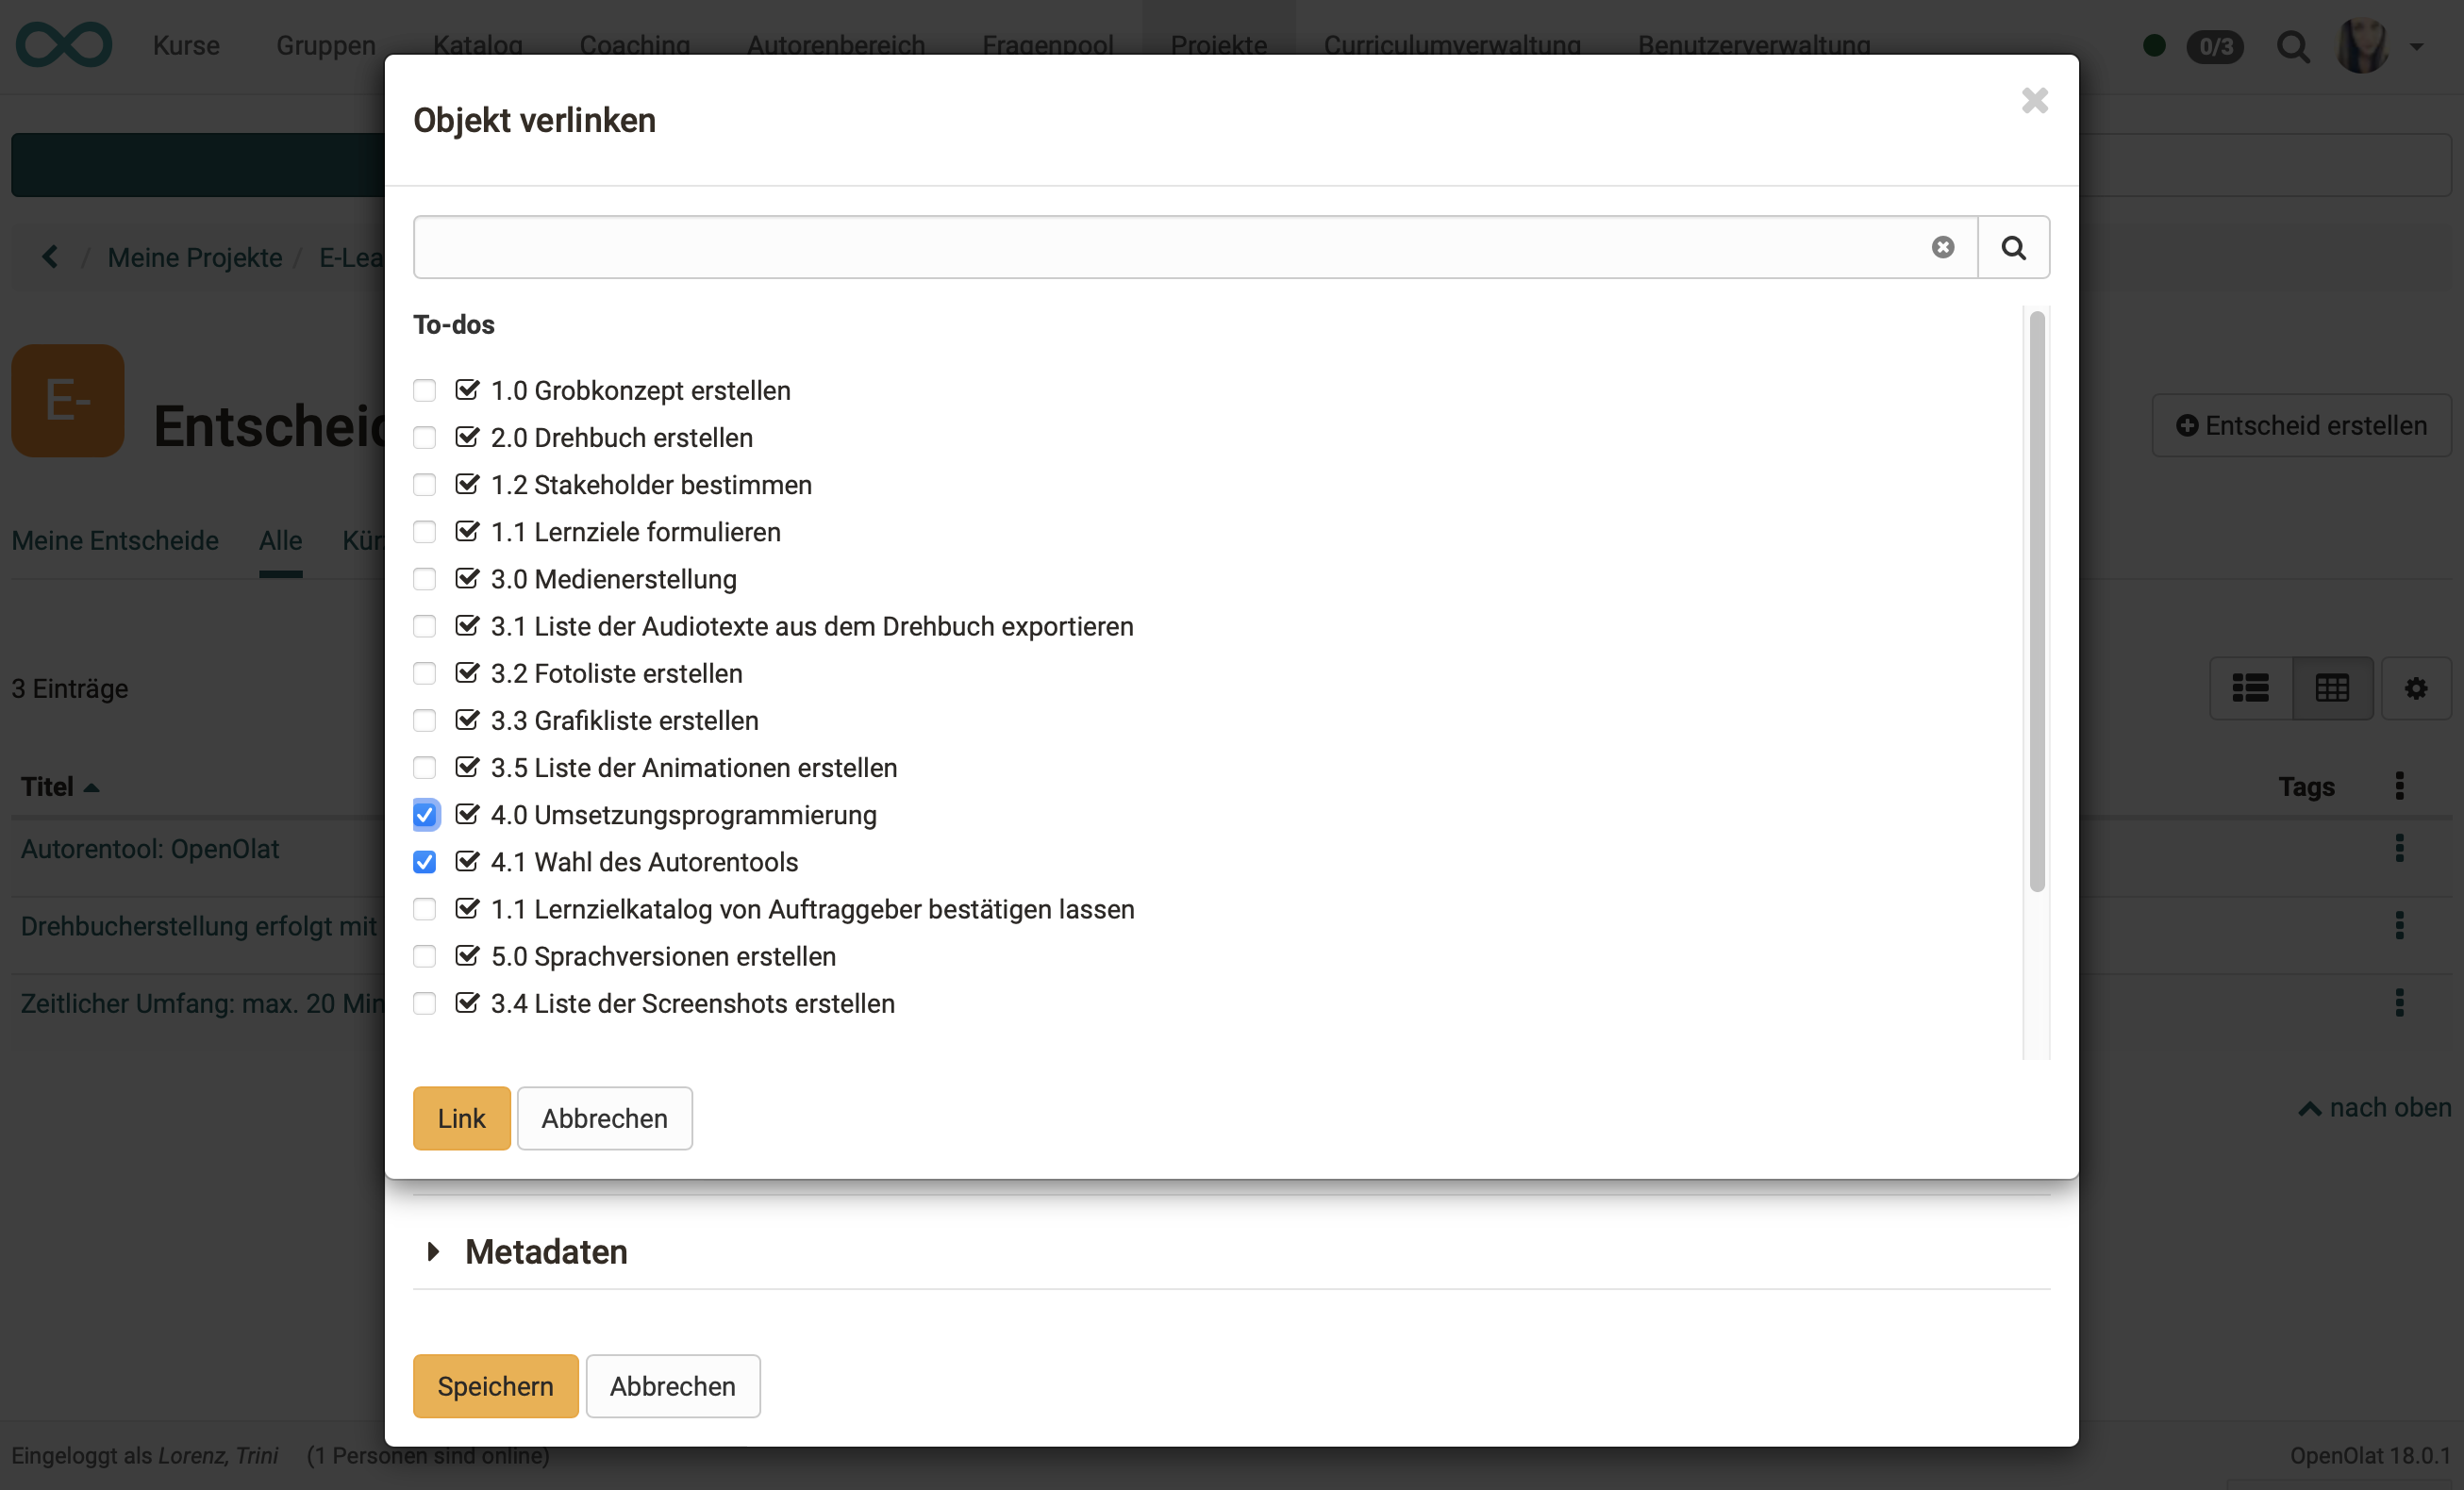 Kurse Gruppen Katalog Coaching Autorenbereich Fragenpool Projekte Curriculumverwaltung Benutzerverwaltung 0/3
Objekt verlinken
/ Meine Projekte / E-Lea
To-dos
E-
Entscheid
Entscheid erstellen
Meine Entscheide Alle Kür
3 Einträge
Titel Tags
Autorentool: OpenOlat
Drehbucherstellung erfolgt mit
Zeitlicher Umfang: max. 20 Min
1.0 Grobkonzept erstellen
2.0 Drehbuch erstellen
1.2 Stakeholder bestimmen
1.1 Lernziele formulieren
3.0 Medienerstellung
3.1 Liste der Audiotexte aus dem Drehbuch exportieren
3.2 Fotoliste erstellen
3.3 Grafikliste erstellen
3.5 Liste der Animationen erstellen
4.0 Umsetzungsprogrammierung
4.1 Wahl des Autorentools
1.1 Lernzielkatalog von Auftraggeber bestätigen lassen
5.0 Sprachversionen erstellen
3.4 Liste der Screenshots erstellen
Link Abbrechen
nach oben
Metadaten
Speichern Abbrechen
Eingeloggt als Lorenz, Trini (1 Personen sind online)
OpenOlat 18.0.1